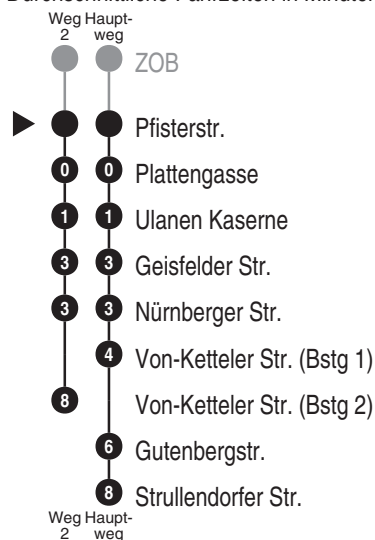 Durchschnittliche Fahrzeiten in Minuten
Weg Haupt-
2 weg
ZOB
Pfisterstr.
0 0 Plattengasse
1 1 Ulanen Kaserne
3 3 Geisfelder Str.
3 3 Nürnberger Str.
4 Von-Ketteler Str. (Bstg 1)
8 Von-Ketteler Str. (Bstg 2)
6 Gutenbergstr.
8 Strullendorfer Str.
Weg Haupt-
2 weg